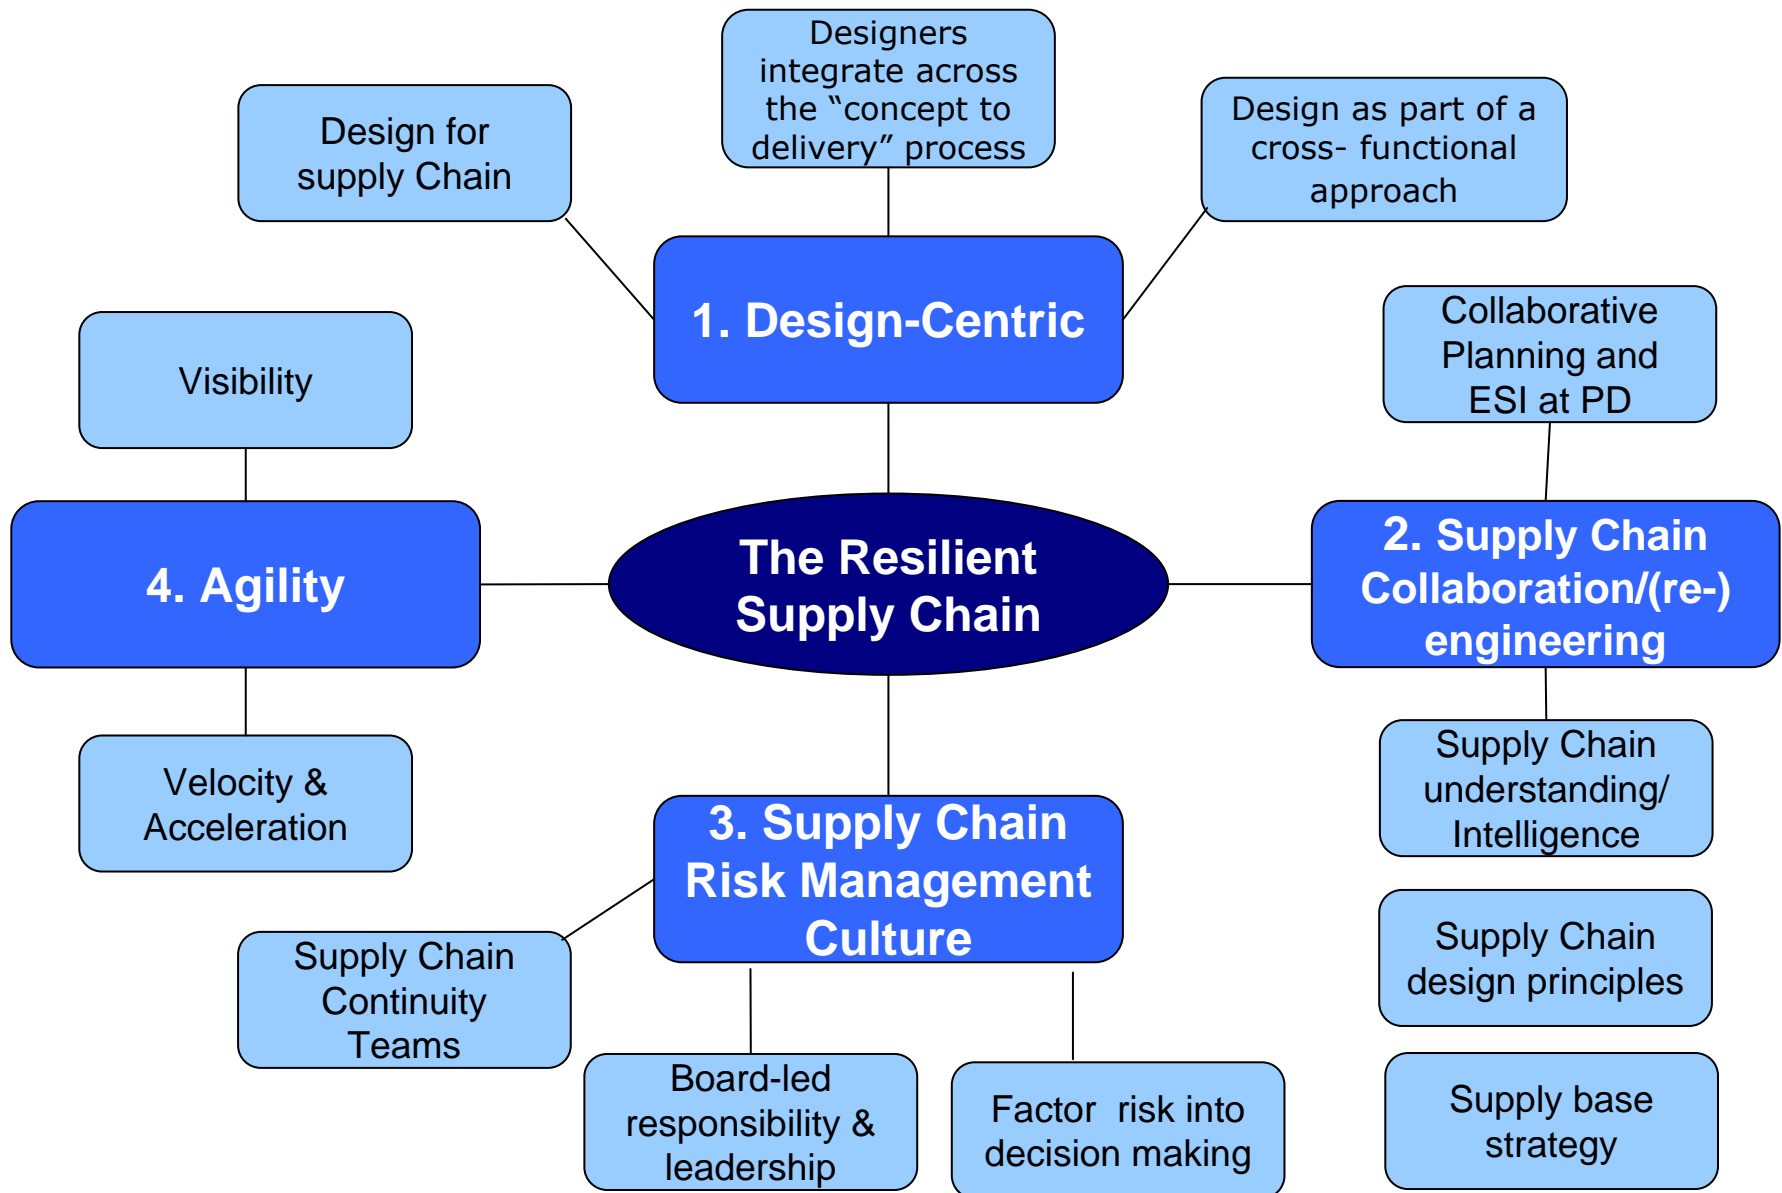 Designers
integrate across
the “concept to
delivery” process
Design for
supply Chain
Design as part of a
cross- functional
approach
1. Design-Centric
Collaborative
Planning and
ESI at PD
Visibility
4. Agility
The Resilient
Supply Chain
2. Supply Chain
Collaboration/(re-)
engineering
Velocity &
Acceleration
Supply Chain
understanding/
Intelligence
3. Supply Chain
Risk Management
Culture
Supply Chain
Continuity
Teams
Board-led
responsibility &
leadership
Factor  risk into
decision making
Supply Chain
design principles
Supply base
strategy